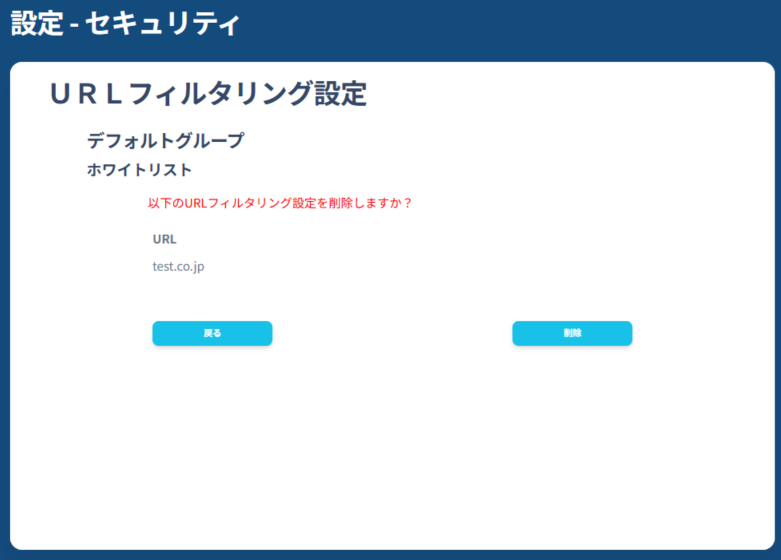 設定 - セキュリティ
ＵＲＬフィルタリング設定
デフォルトグループ
ホワイトリスト
以下のURLフィルタリング設定を削除しますか？
URL
test.co.jp
戻る
削除